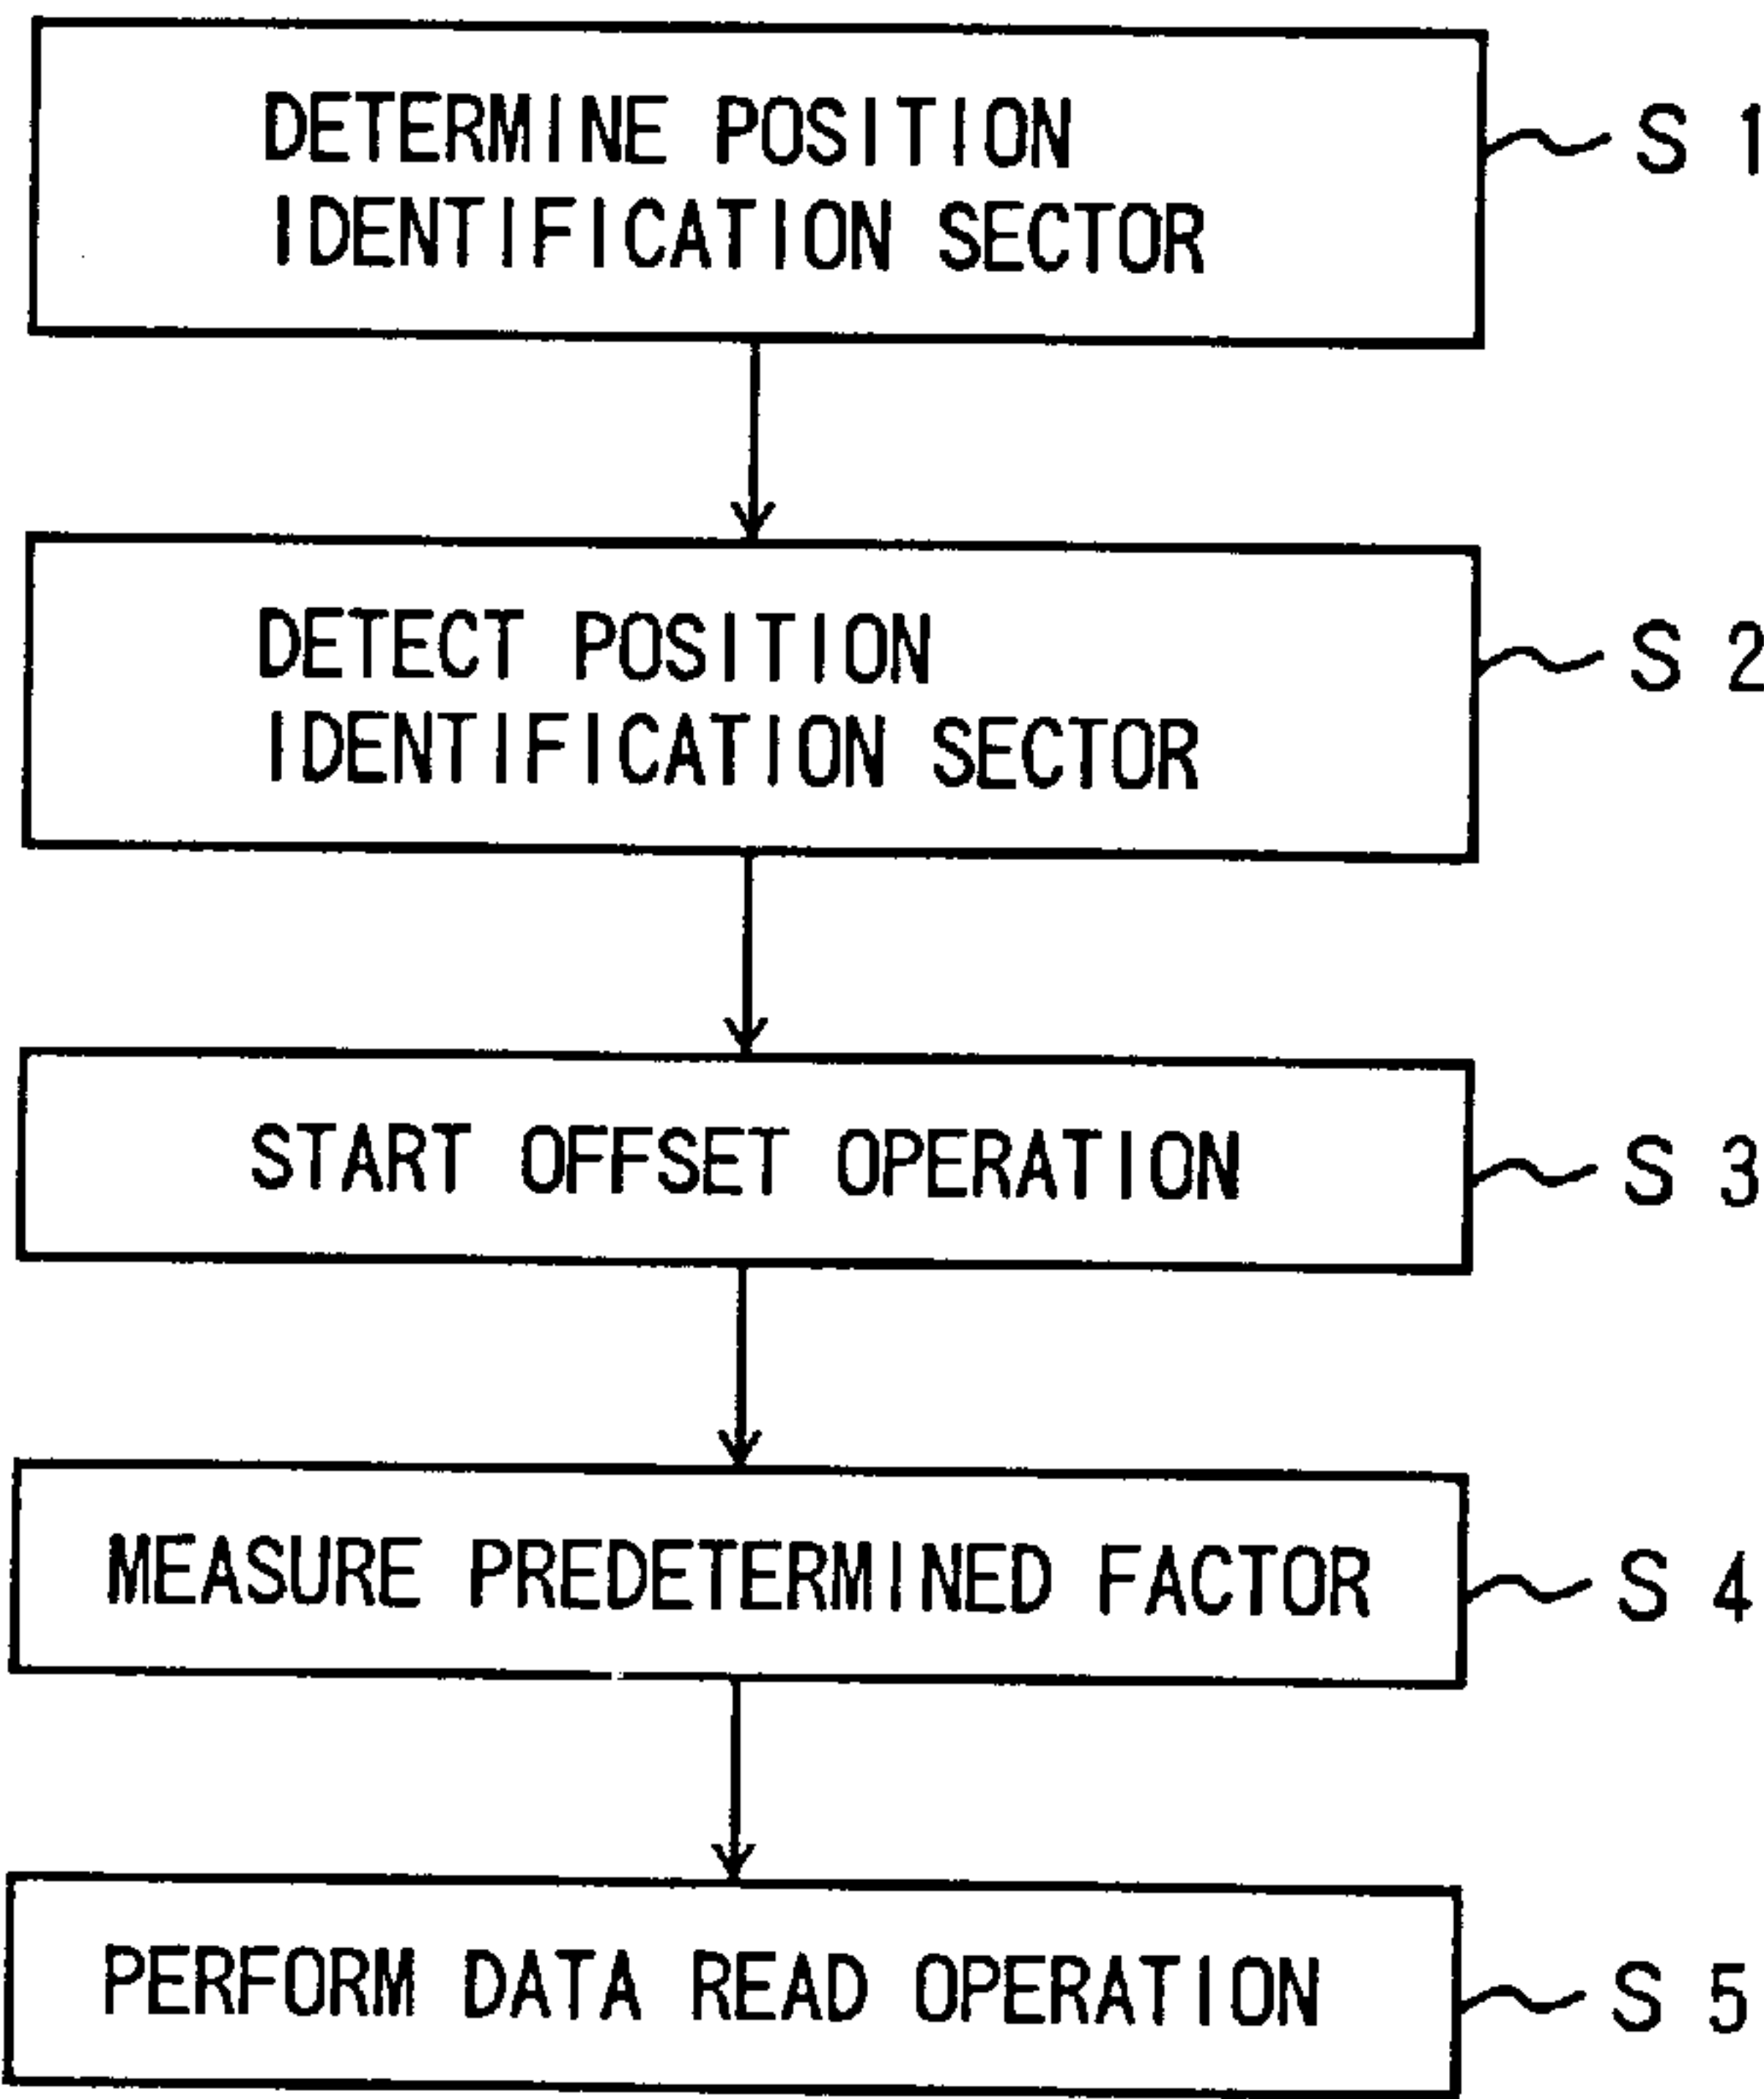 DETERMINE POSITION S 1
IDENTIFICATION SECTOR
DETECT POSITION S 2
IDENTIFICATION SECTOR
START OFFSET OPERATION S 3
MEASURE PREDETERMINED FACTOR S 4
PERFORM DATA READ OPERATION S 5